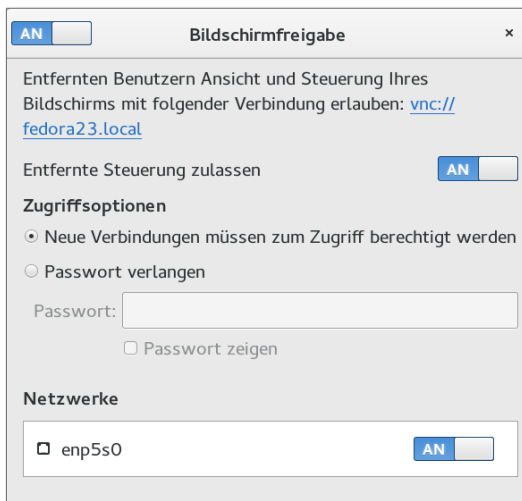 AN Bildschirmfreigabe ×
Entfernten Benutzern Ansicht und Steuerung Ihres
Bildschirms mit folgender Verbindung erlauben: vnc://
fedora23.local
Entfernte Steuerung zulassen AN
Zugriffsoptionen
Neue Verbindungen müssen zum Zugriff berechtigt werden
Passwort verlangen
Passwort:
Passwort zeigen
Netzwerke
enp5s0 AN